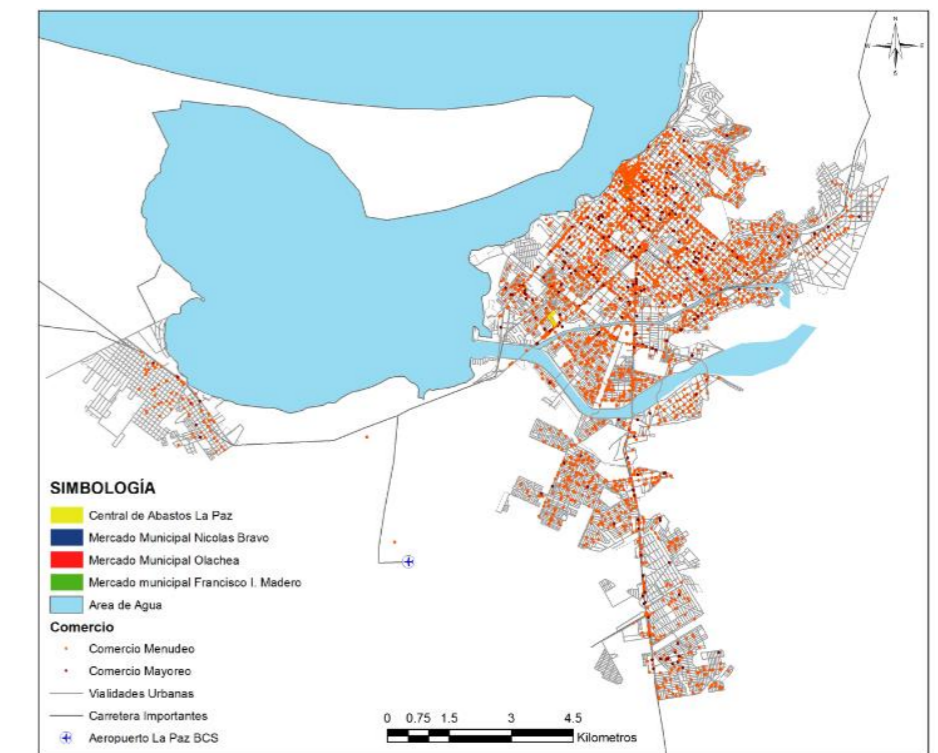 N
W E
S
SIMBOLOGÍA
Central de Abastos La Paz
Mercado Municipal Nicolas Bravo
Mercado Municipal Olachea
Mercado municipal Francisco I. Madero
Area de Agua
Comercio
Comercio Menudeo
Comercio Mayoreo
Vialidades Urbanas
Carretera Importantes
Aeropuerto La Paz BCS
0 0.75 1.5 3 4.5
Kilometros